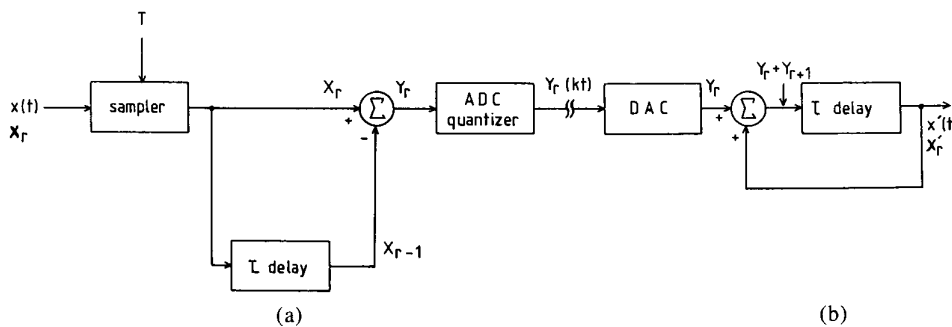 T
x(t)
X_r
sampler
X_r
+
-
Σ
Y_r
ADC
quantizer
Y_r (kt)
DAC
Y_r
+
+
Σ
Y_r + Y_r+1
τ delay
x'(t
X'_r
τ delay
X_r-1
(a)
(b)